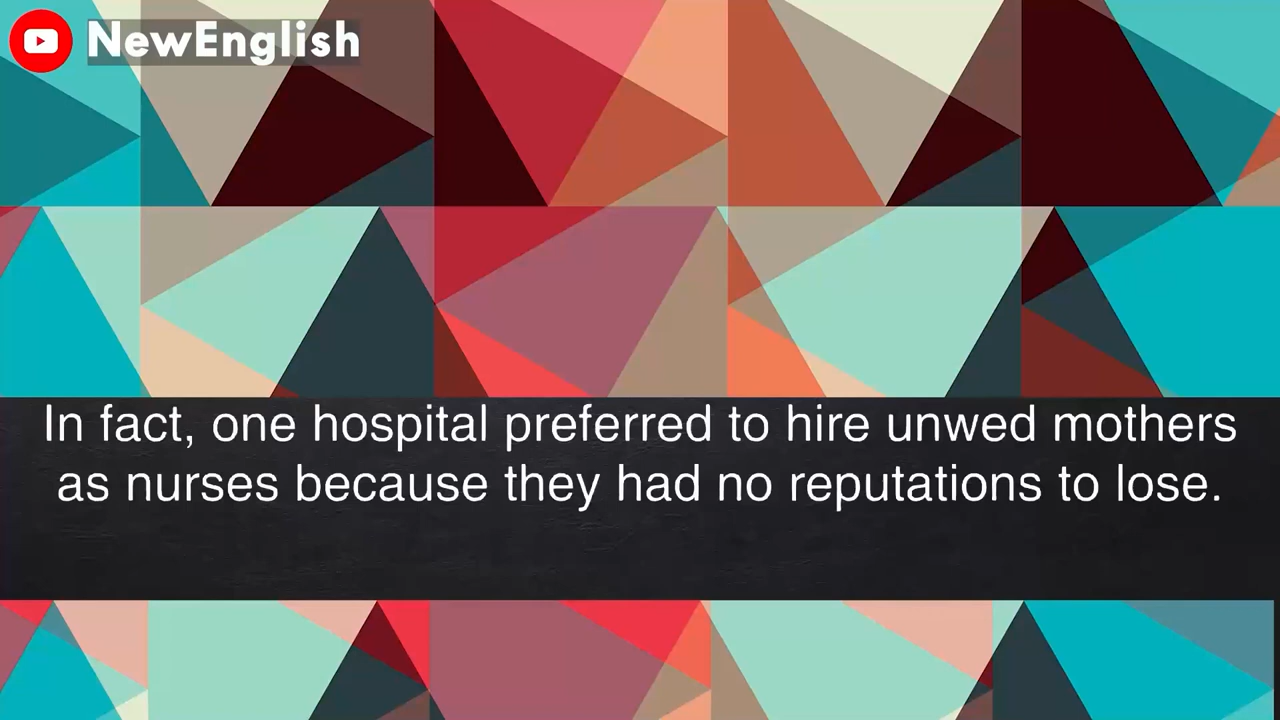 NewEnglish
In fact, one hospital preferred to hire unwed mothers
as nurses because they had no reputations to lose.